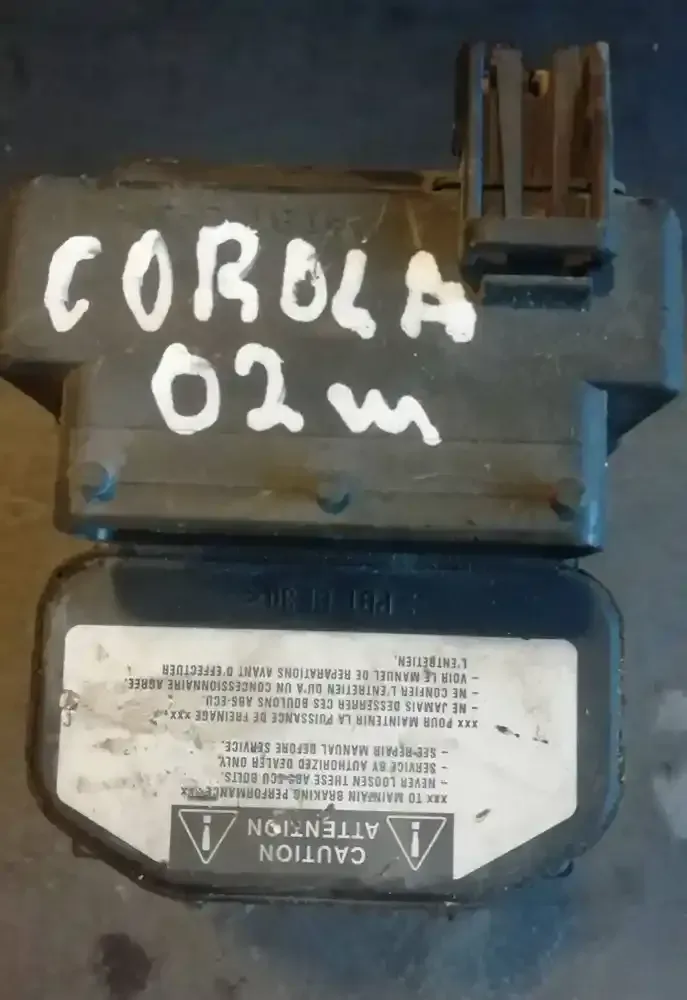 COROLA
02m
CAUTION
ATTENTION
xxx TO MAINTAIN BRAKING PERFORMANCE xxx
- NEVER LOOSEN THESE ABS-ECU BOLTS.
- SERVICE BY AUTHORIZED DEALER ONLY.
- SEE REPAIR MANUAL BEFORE SERVICE.
xxx POUR MAINTENIR LA PUISSANCE DE FREINAGE xxx
- NE JAMAIS DESSERRER CES BOULONS ABS-ECU.
- NE CONFIER L'ENTRETIEN QU'A UN CONCESSIONNAIRE AGREE.
- VOIR LE MANUEL DE REPARATIONS AVANT D'EFFECTUER
L'ENTRETIEN.